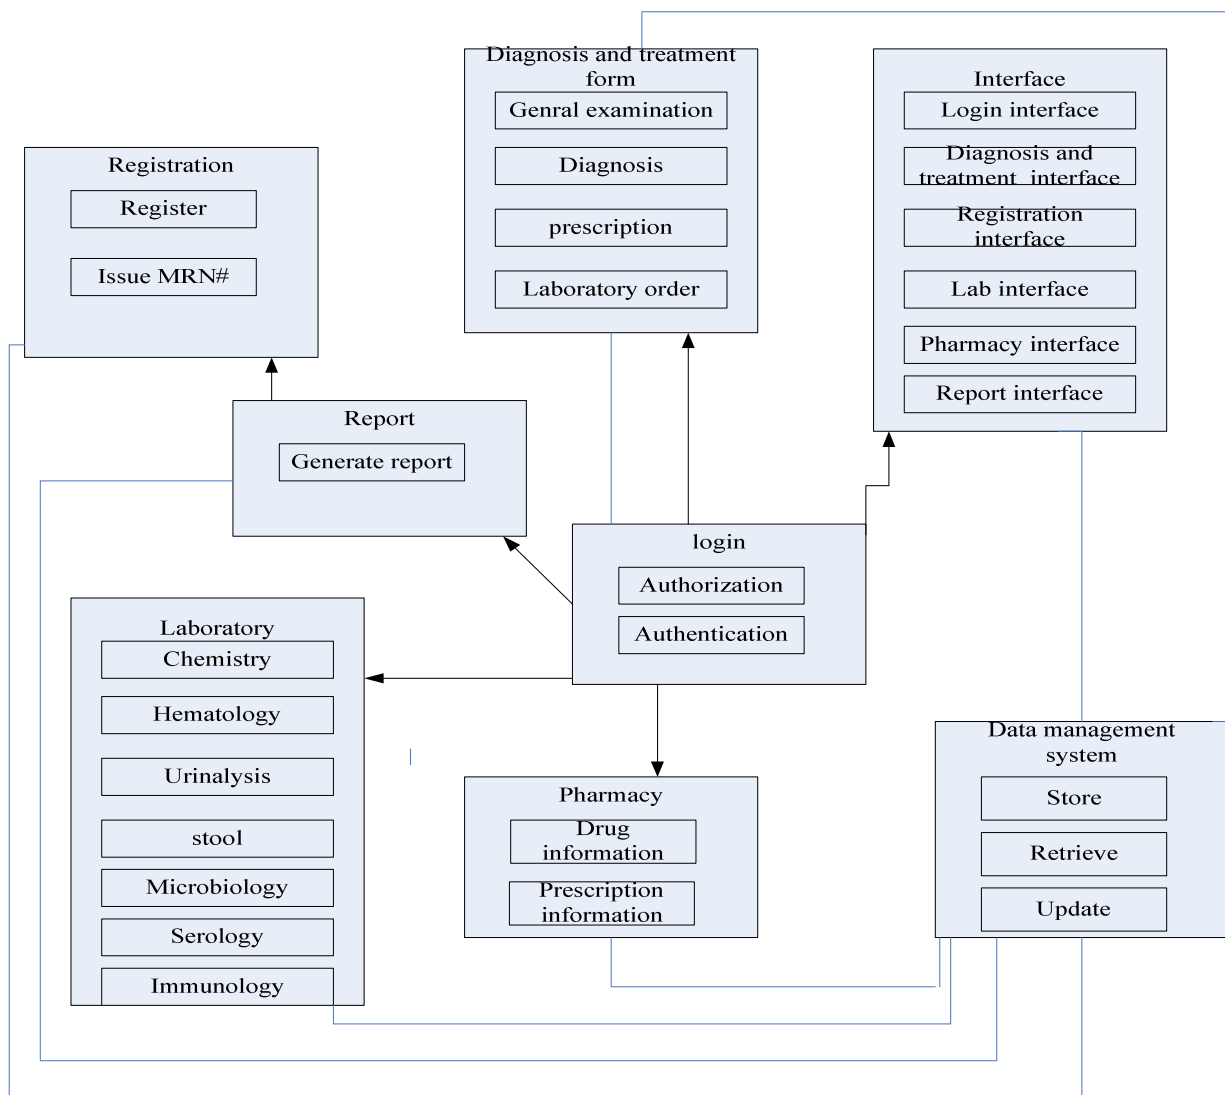 Diagnosis and treatment
form
Genral examination
Diagnosis
prescription
Laboratory order
Interface
Login interface
Diagnosis and
treatment interface
Registration
interface
Lab interface
Pharmacy interface
Report interface
Registration
Register
Issue MRN#
Report
Generate report
login
Authorization
Authentication
Laboratory
Chemistry
Hematology
Urinalysis
stool
Microbiology
Serology
Immunology
Pharmacy
Drug
information
Prescription
information
Data management
system
Store
Retrieve
Update